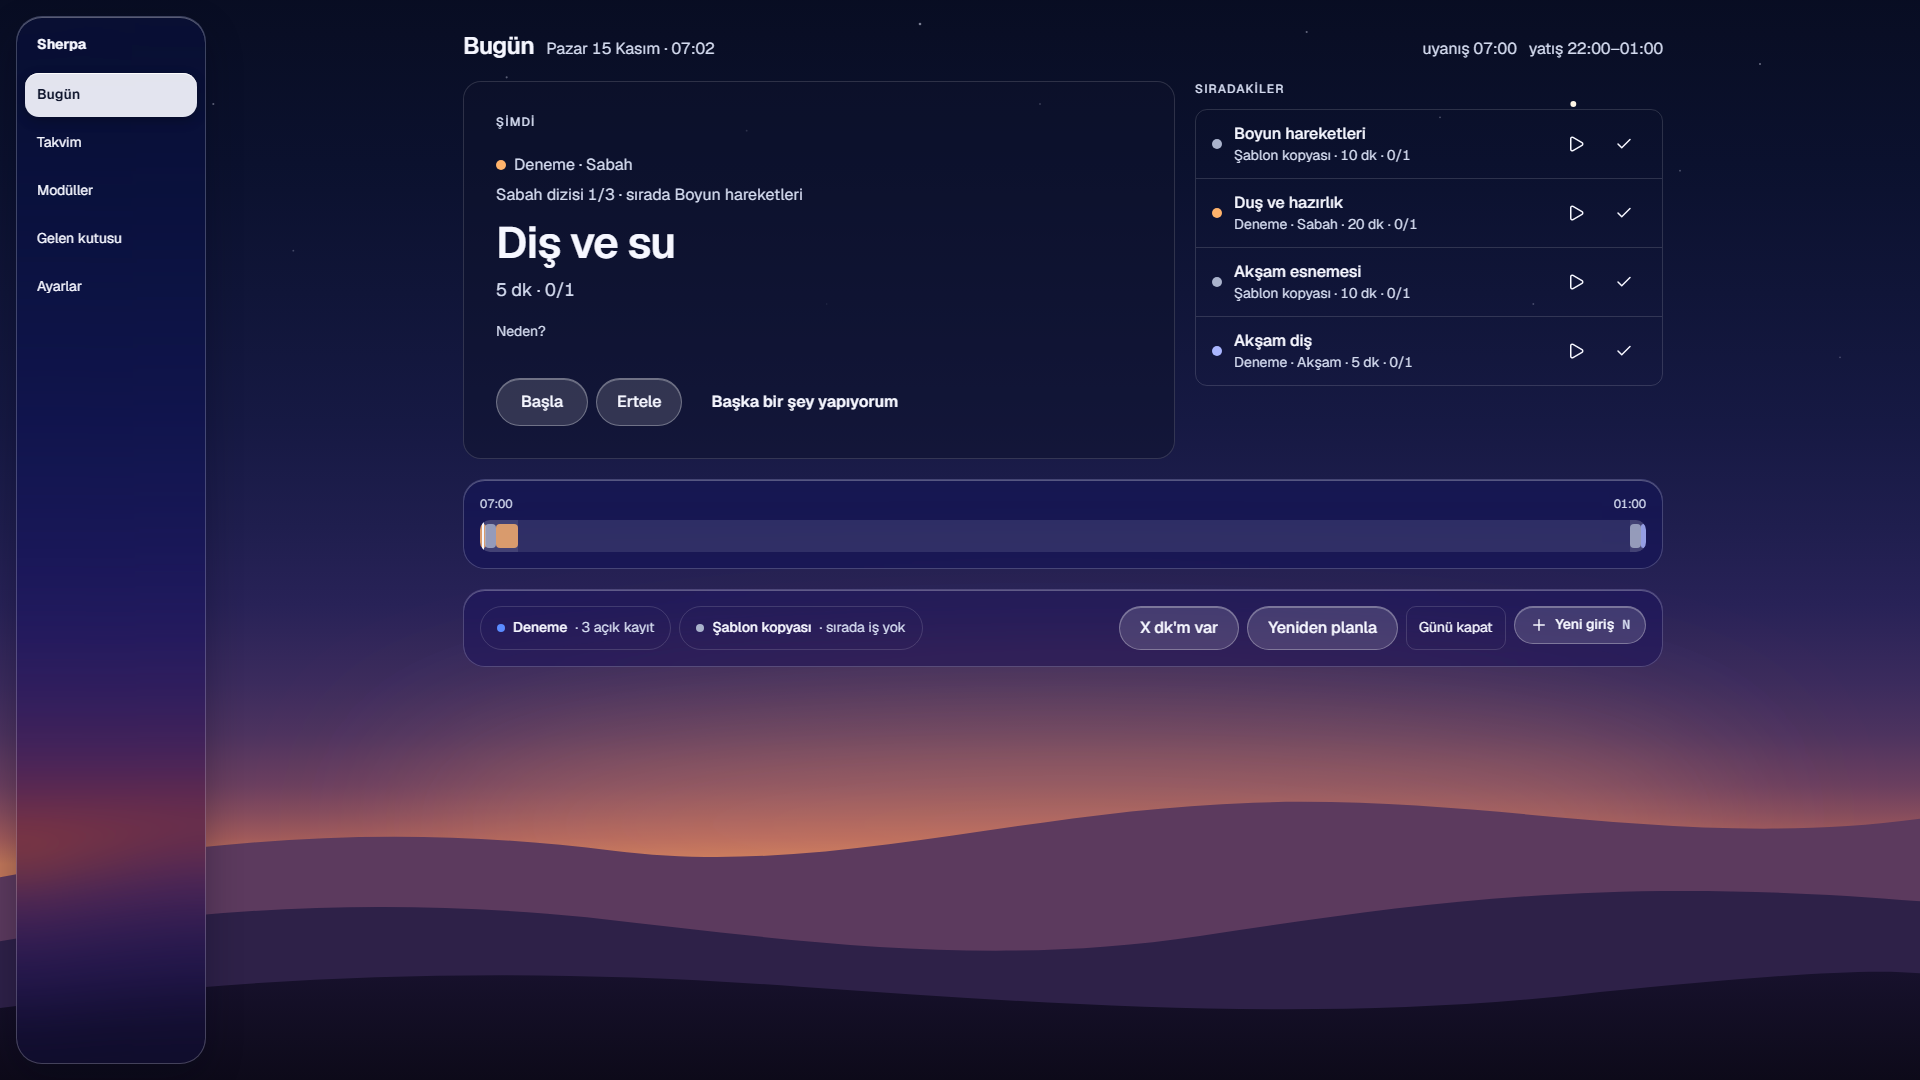 Sherpa
Bugün
Takvim
Modüller
Gelen kutusu
Ayarlar
Bugün Pazar 15 Kasım · 07:02
uyanış 07:00 yatış 22:00–01:00
ŞİMDİ
Deneme · Sabah
Sabah dizisi 1/3 · sırada Boyun hareketleri
Diş ve su
5 dk · 0/1
Neden?
Başla Ertele Başka bir şey yapıyorum
SIRADAKİLER
Boyun hareketleri
Şablon kopyası · 10 dk · 0/1
Duş ve hazırlık
Deneme · Sabah · 20 dk · 0/1
Akşam esnemesi
Şablon kopyası · 10 dk · 0/1
Akşam diş
Deneme · Akşam · 5 dk · 0/1
07:00 01:00
Deneme · 3 açık kayıt Şablon kopyası · sırada iş yok X dk'm var Yeniden planla Günü kapat Yeni giriş N